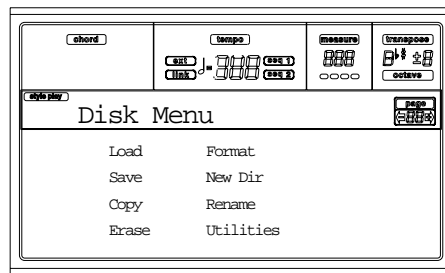 chord
tempo
measure
transpose
ext
link
seq 1
seq 2
octave
style play
page
Disk Menu
Load Format
Save New Dir
Copy Rename
Erase Utilities